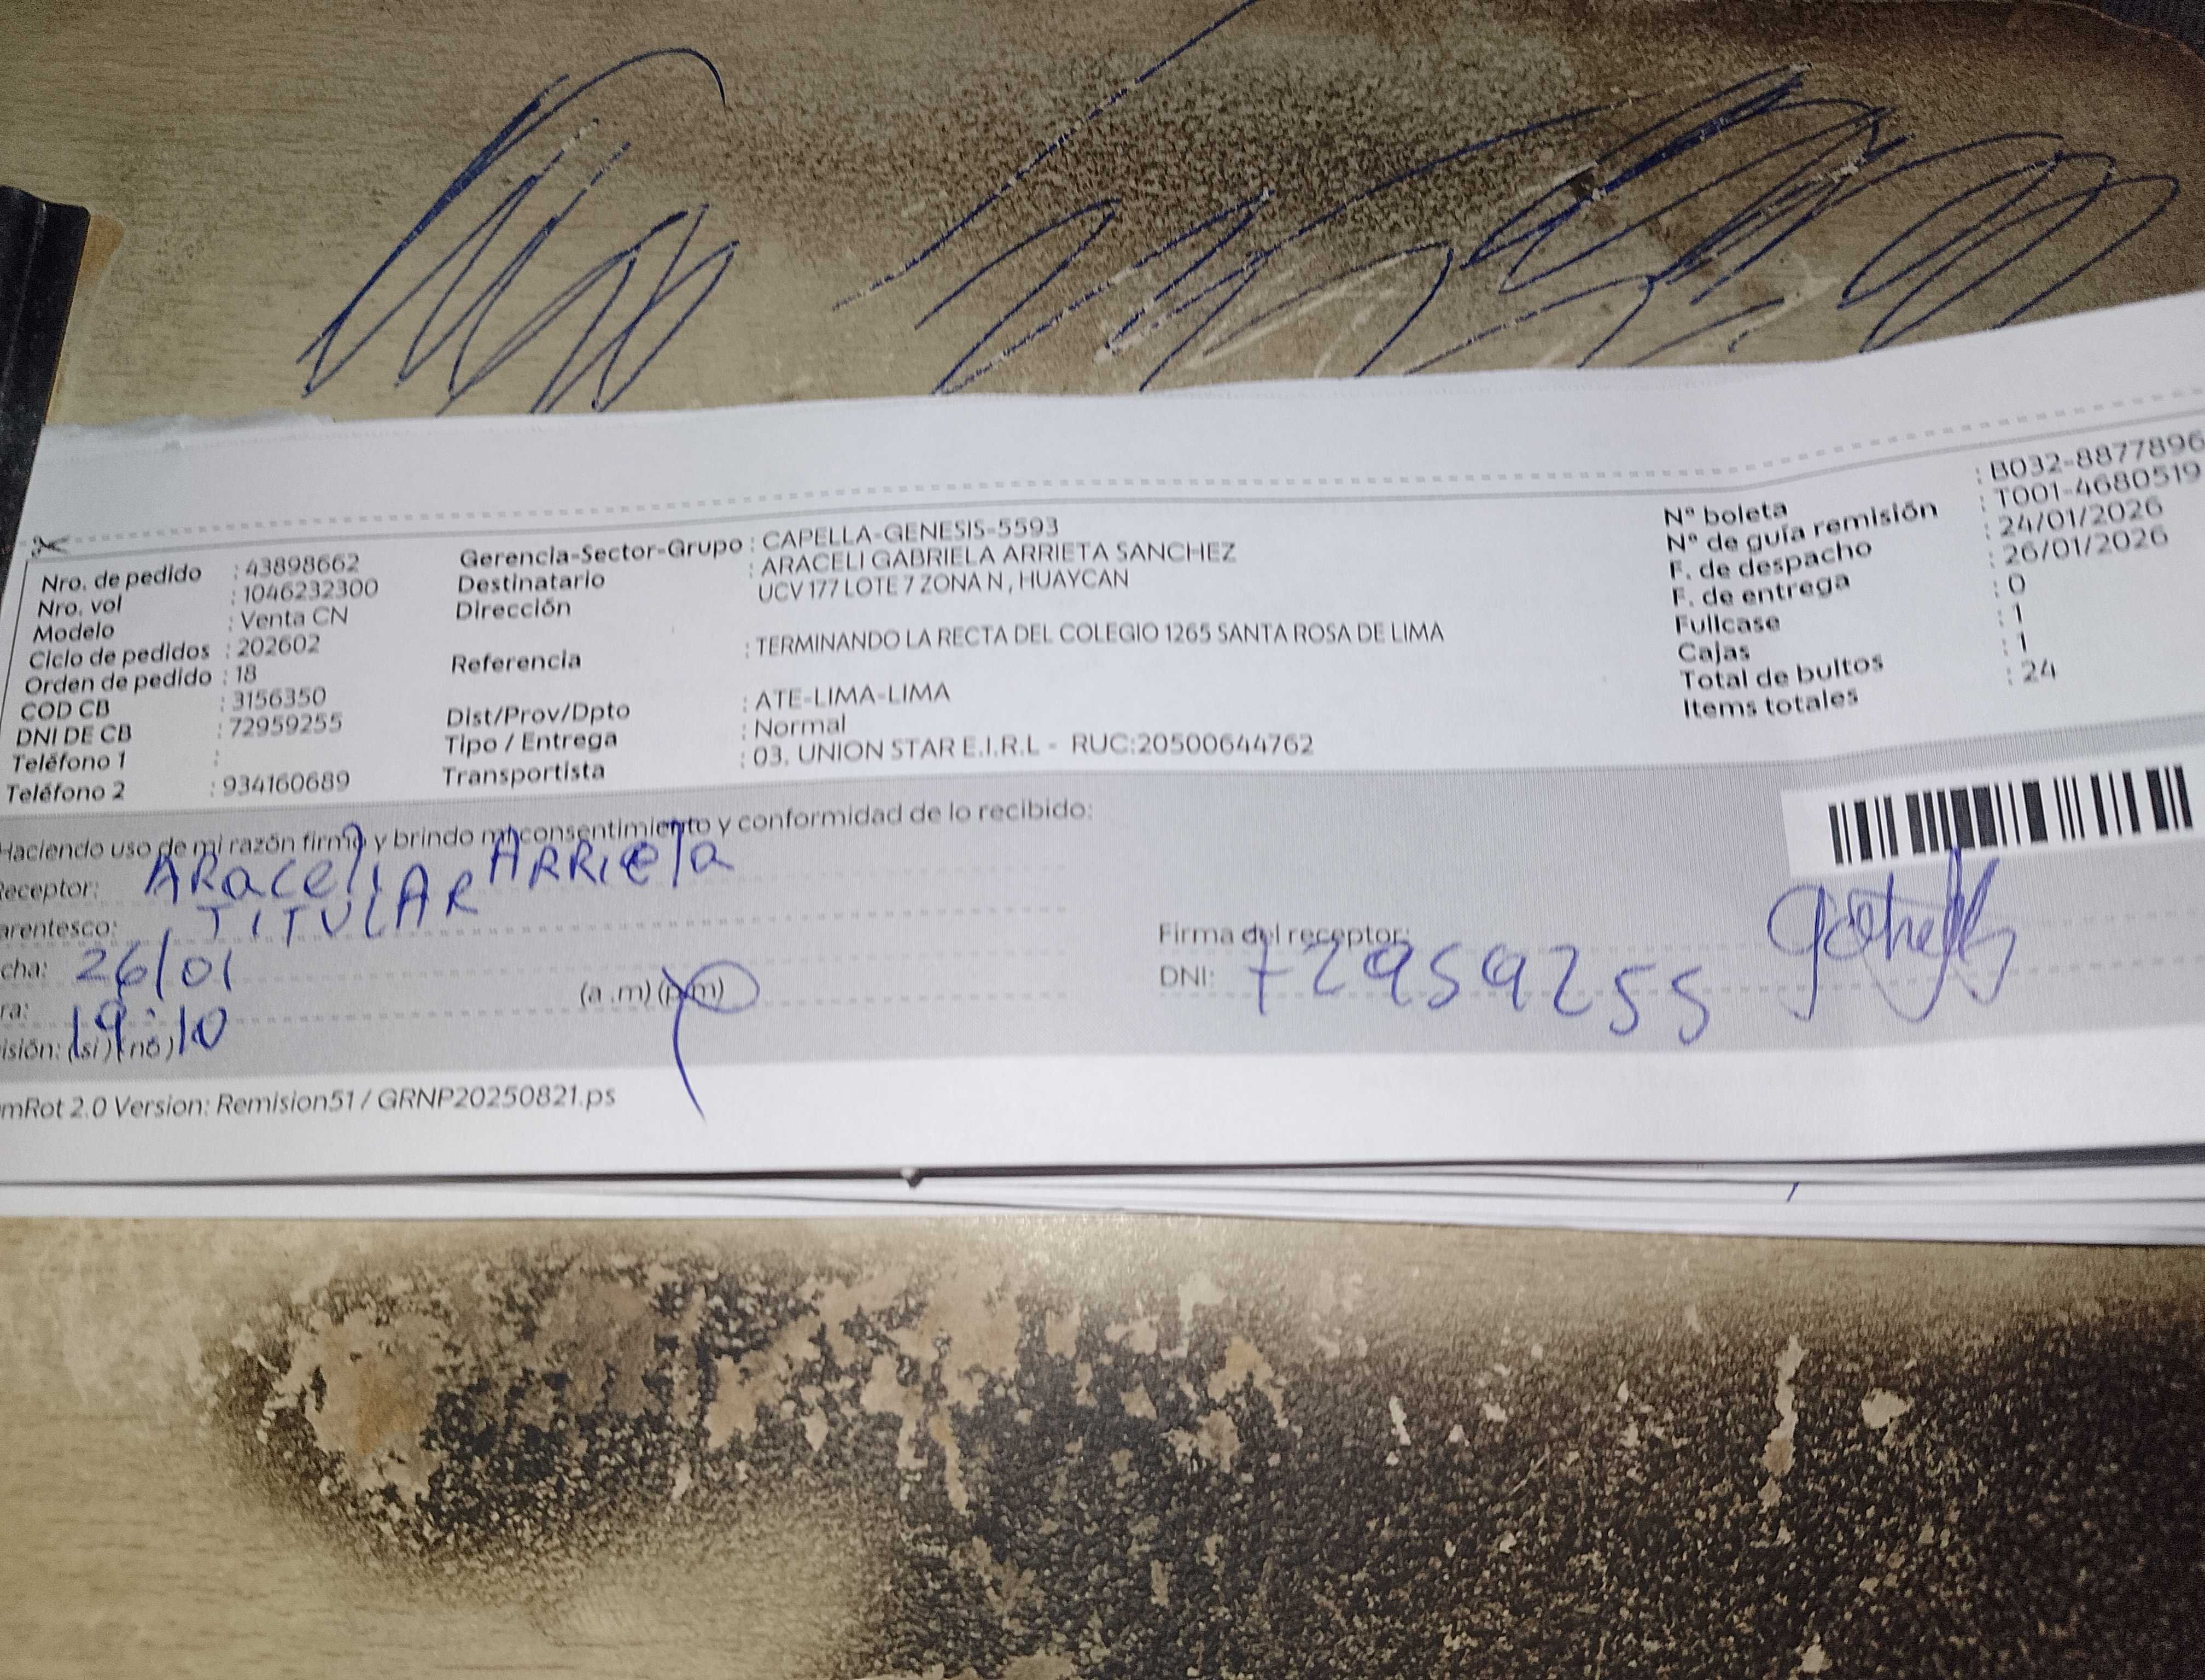 Nro. de pedido : 43898662
Nro. vol : 1046232300
Modelo : Venta CN
Ciclo de pedidos : 202602
Orden de pedido : 18
COD CB : 3156350
DNI DE CB : 72959255
Teléfono 1 :
Teléfono 2 : 934160689
Gerencia-Sector-Grupo : CAPELLA-GENESIS-5593
Destinatario : ARACELI GABRIELA ARRIETA SANCHEZ
Dirección UCV 177 LOTE 7 ZONA N , HUAYCAN
Referencia : TERMINANDO LA RECTA DEL COLEGIO 1265 SANTA ROSA DE LIMA
Dist/Prov/Dpto : ATE-LIMA-LIMA
Tipo / Entrega : Normal
Transportista : 03. UNION STAR E.I.R.L - RUC:20500644762
N° boleta : B032-8877896
N° de guía remisión : T001-4680519
F. de despacho : 24/01/2026
F. de entrega : 26/01/2026
Fullcase : 0
Cajas : 1
Total de bultos : 1
Items totales : 24
Haciendo uso de mi razón firmo y brindo mi consentimiento y conformidad de lo recibido:
Receptor: ARaceli ARRieTa
arentesco: TITULAR
cha: 26/01
ra: 19:10 (a .m) (p.m)
isión: (si) (no)
Firma del receptor:
DNI: 72959255
mRot 2.0 Version: Remision51 / GRNP20250821.ps